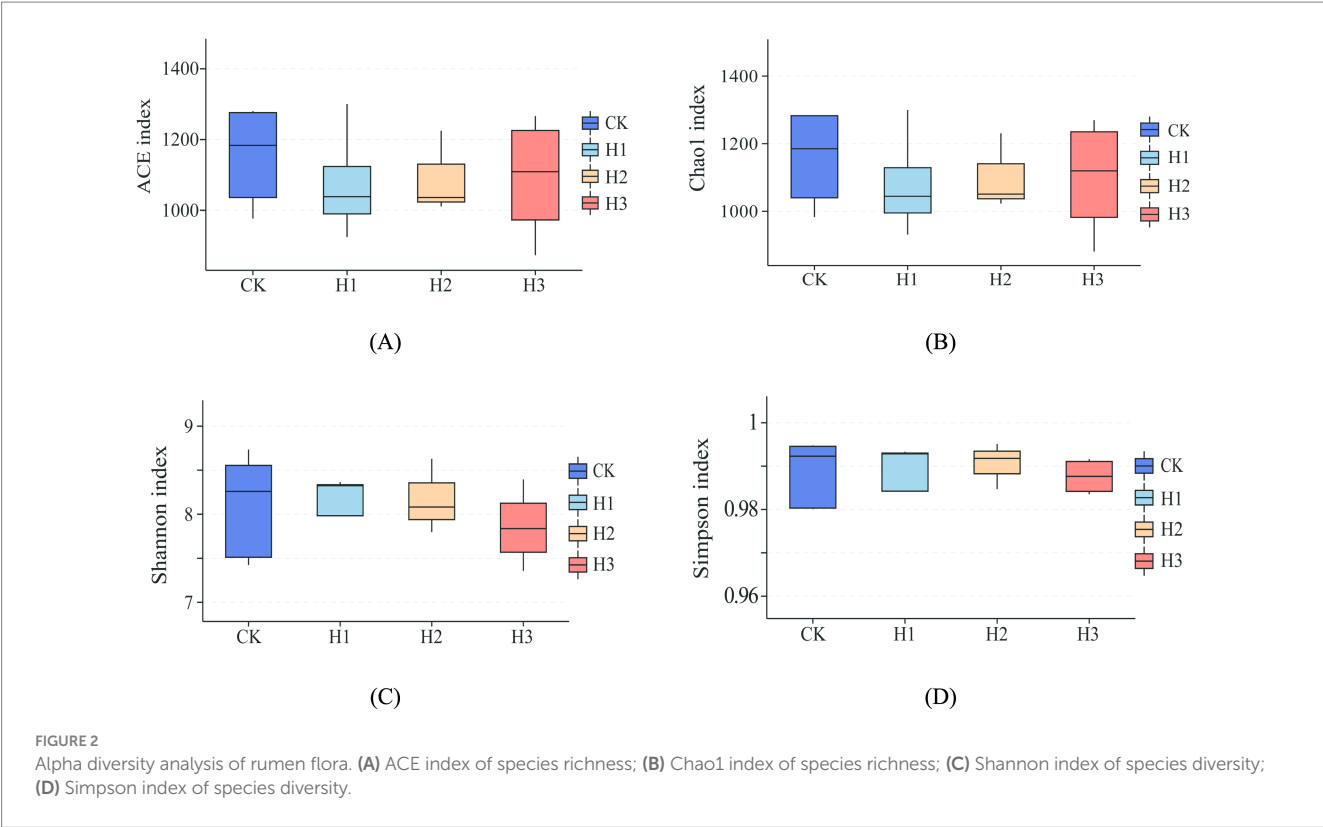 1400
1200
1000
ACE index
CK
H1
H2
H3
CK
H1
H2
H3
(A)
1400
1200
1000
Chao1 index
CK
H1
H2
H3
CK
H1
H2
H3
(B)
9
8
7
Shannon index
CK
H1
H2
H3
CK
H1
H2
H3
(C)
1
0.98
0.96
Simpson index
CK
H1
H2
H3
CK
H1
H2
H3
(D)
FIGURE 2
Alpha diversity analysis of rumen flora. (A) ACE index of species richness; (B) Chao1 index of species richness; (C) Shannon index of species diversity;
(D) Simpson index of species diversity.